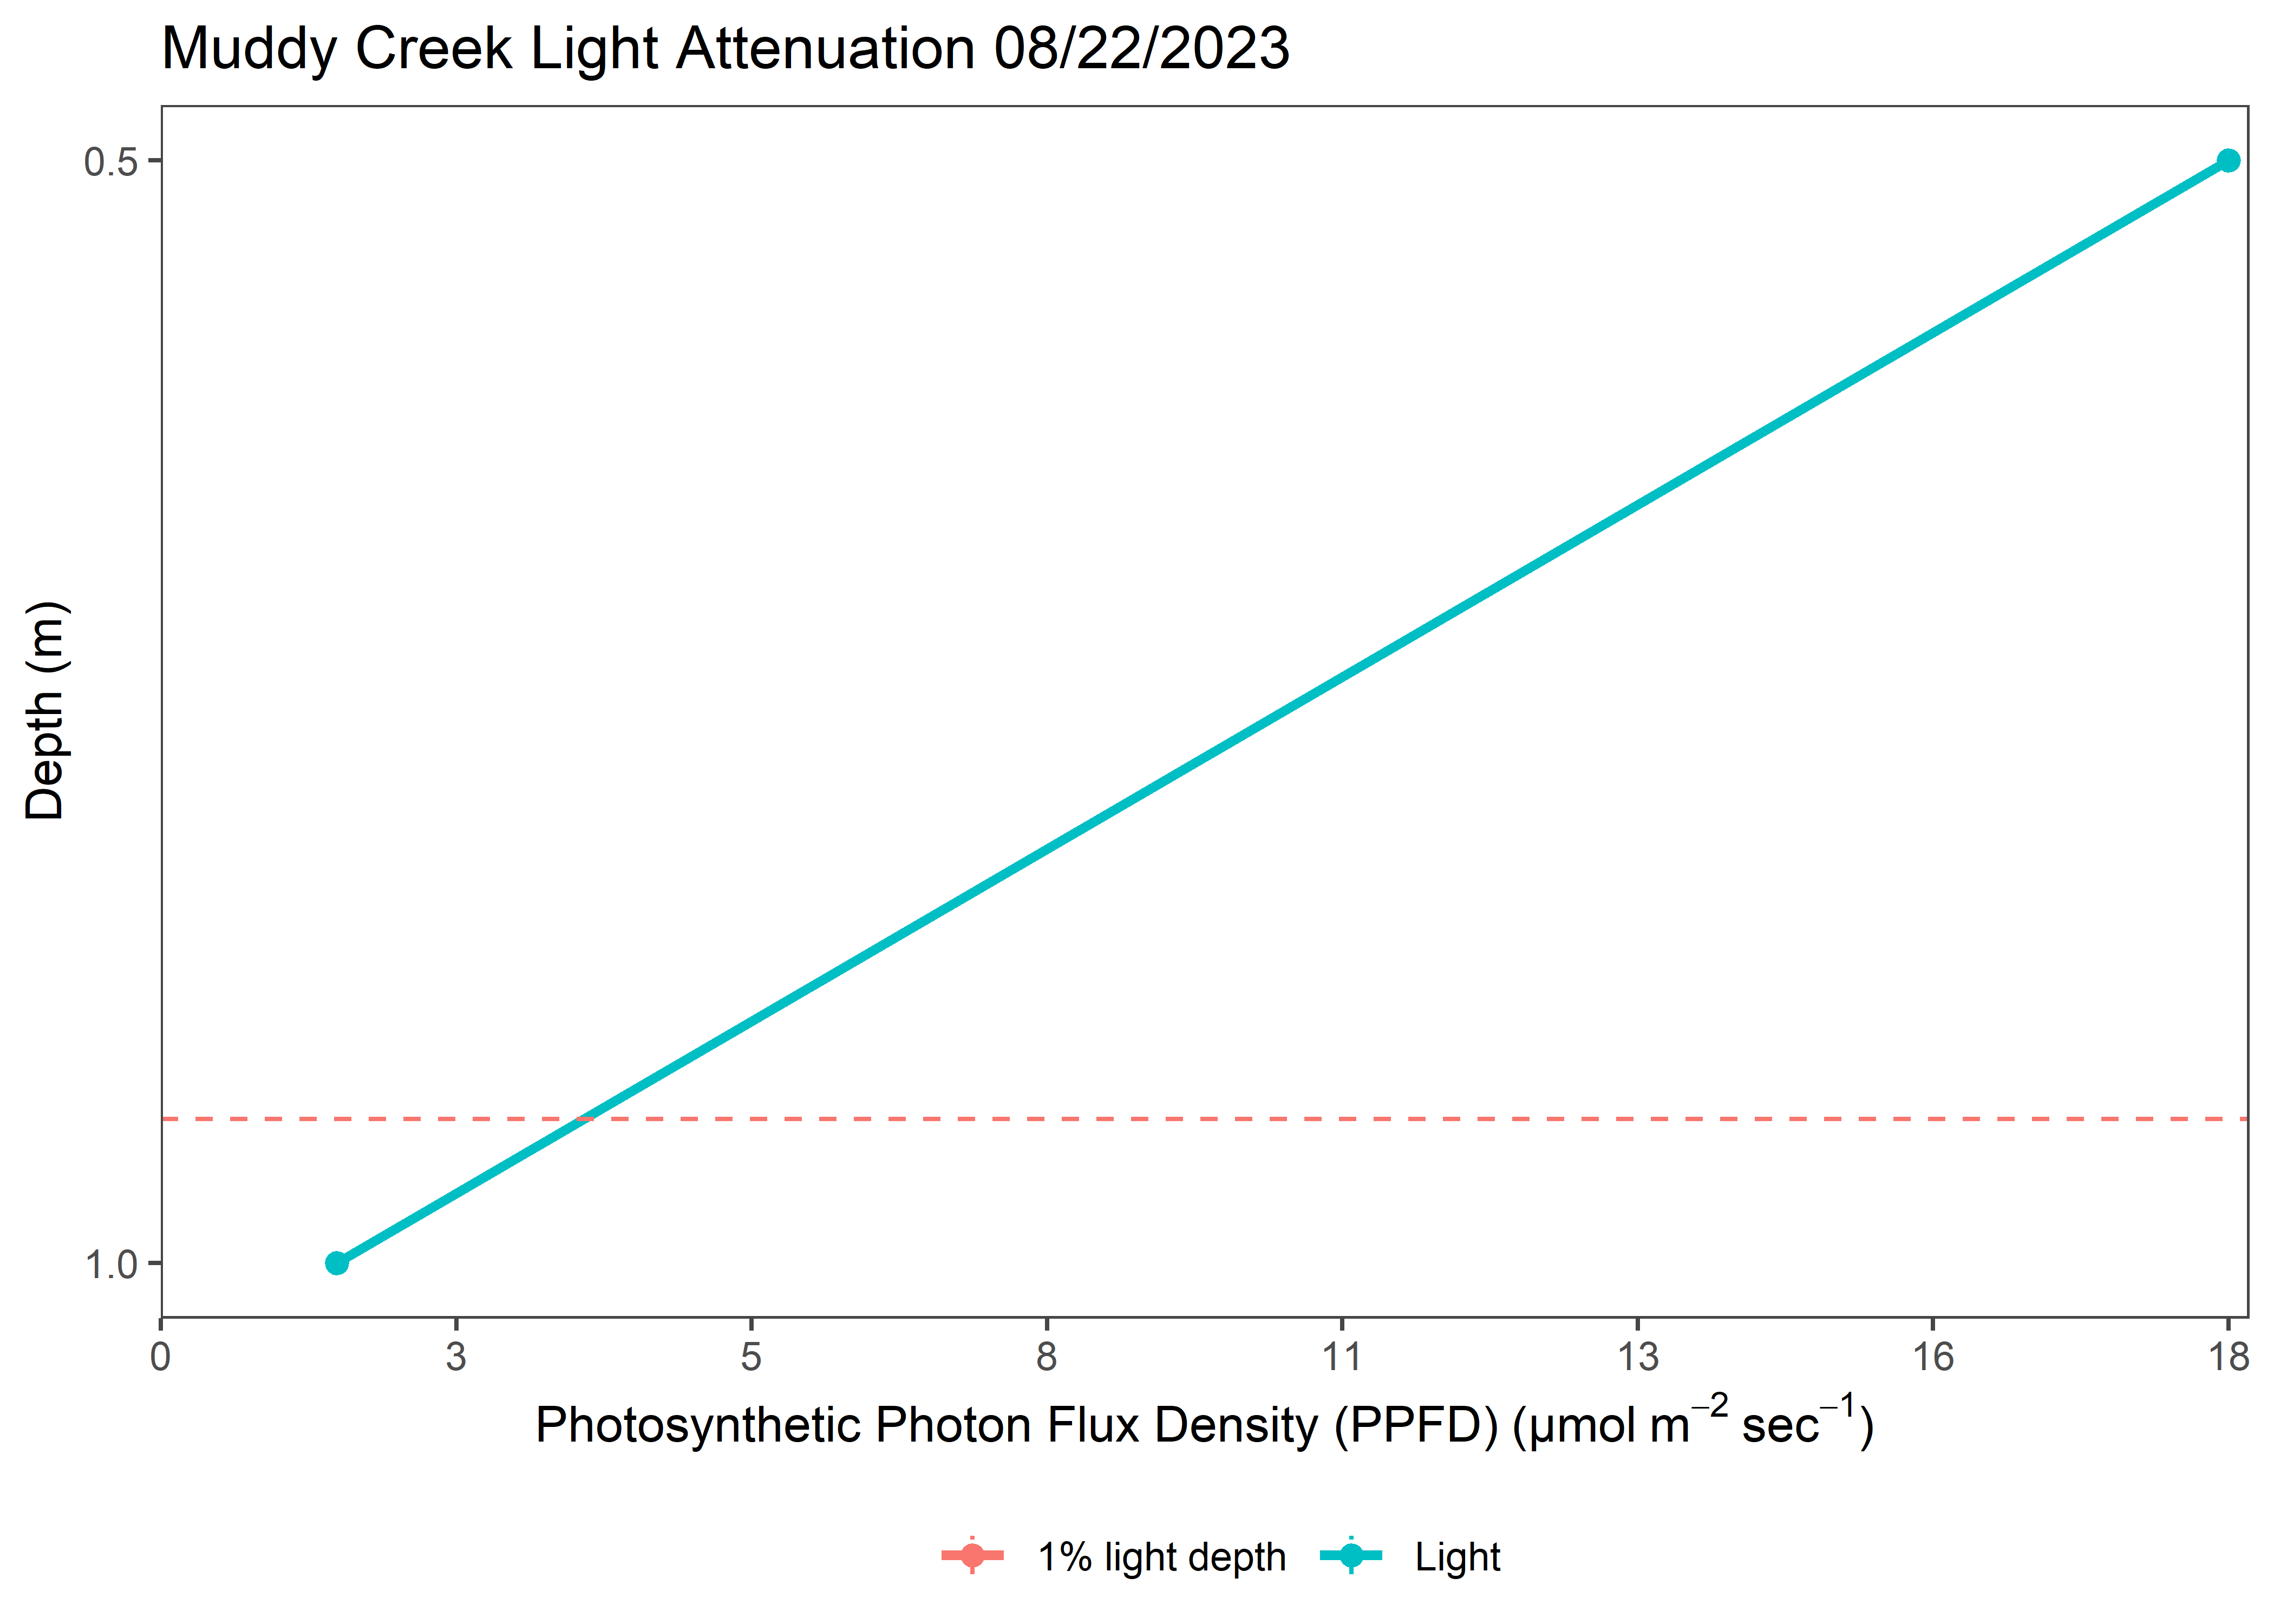 Muddy Creek Light Attenuation 08/22/2023
Depth (m)
0.5
1.0
0 3 5 8 11 13 16 18
Photosynthetic Photon Flux Density (PPFD) (µmol m⁻² sec⁻¹)
1% light depth Light